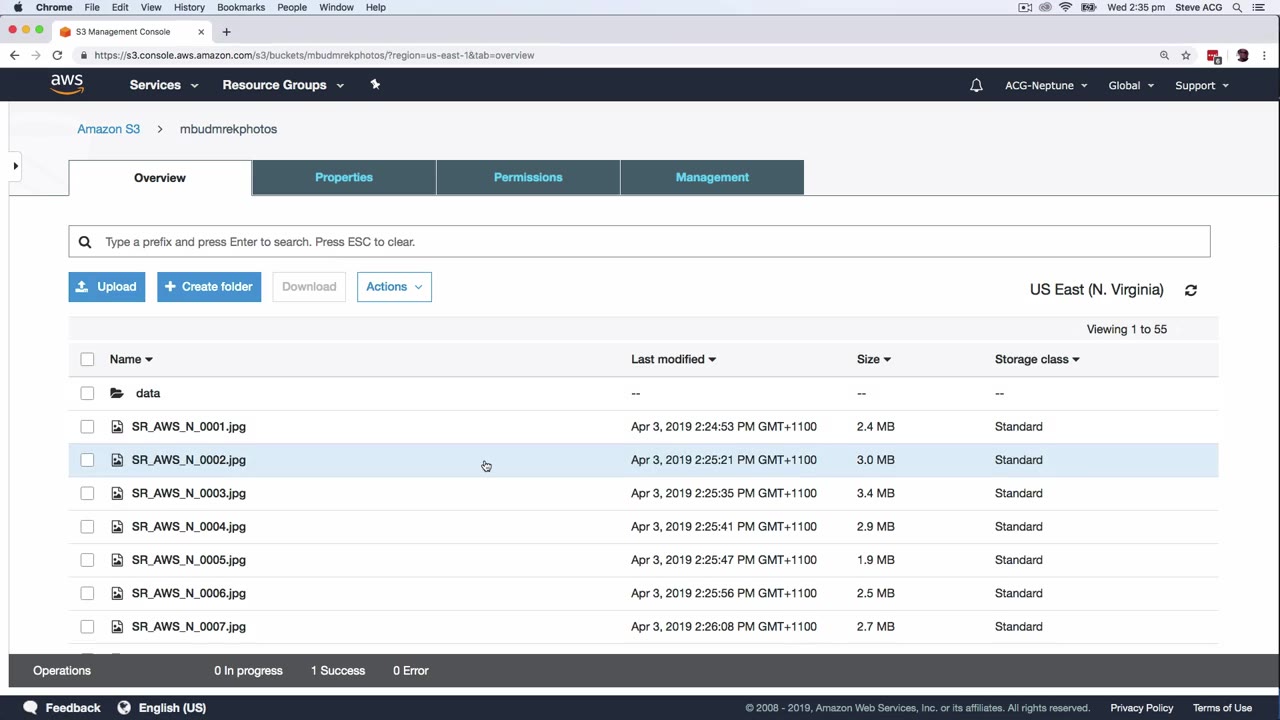 Chrome File Edit View History Bookmarks People Window Help Wed 2:35 pm Steve ACG
S3 Management Console
https://s3.console.aws.amazon.com/s3/buckets/mbudmrekphotos/?region=us-east-1&tab=overview
aws Services Resource Groups ACG-Neptune Global Support
Amazon S3 > mbudmrekphotos
Overview Properties Permissions Management
Type a prefix and press Enter to search. Press ESC to clear.
Upload Create folder Download Actions US East (N. Virginia)
Viewing 1 to 55
Name Last modified Size Storage class
data -- -- --
SR_AWS_N_0001.jpg Apr 3, 2019 2:24:53 PM GMT+1100 2.4 MB Standard
SR_AWS_N_0002.jpg Apr 3, 2019 2:25:21 PM GMT+1100 3.0 MB Standard
SR_AWS_N_0003.jpg Apr 3, 2019 2:25:35 PM GMT+1100 3.4 MB Standard
SR_AWS_N_0004.jpg Apr 3, 2019 2:25:41 PM GMT+1100 2.9 MB Standard
SR_AWS_N_0005.jpg Apr 3, 2019 2:25:47 PM GMT+1100 1.9 MB Standard
SR_AWS_N_0006.jpg Apr 3, 2019 2:25:56 PM GMT+1100 2.5 MB Standard
SR_AWS_N_0007.jpg Apr 3, 2019 2:26:08 PM GMT+1100 2.7 MB Standard
Operations 0 In progress 1 Success 0 Error
Feedback English (US) © 2008 - 2019, Amazon Web Services, Inc. or its affiliates. All rights reserved. Privacy Policy Terms of Use